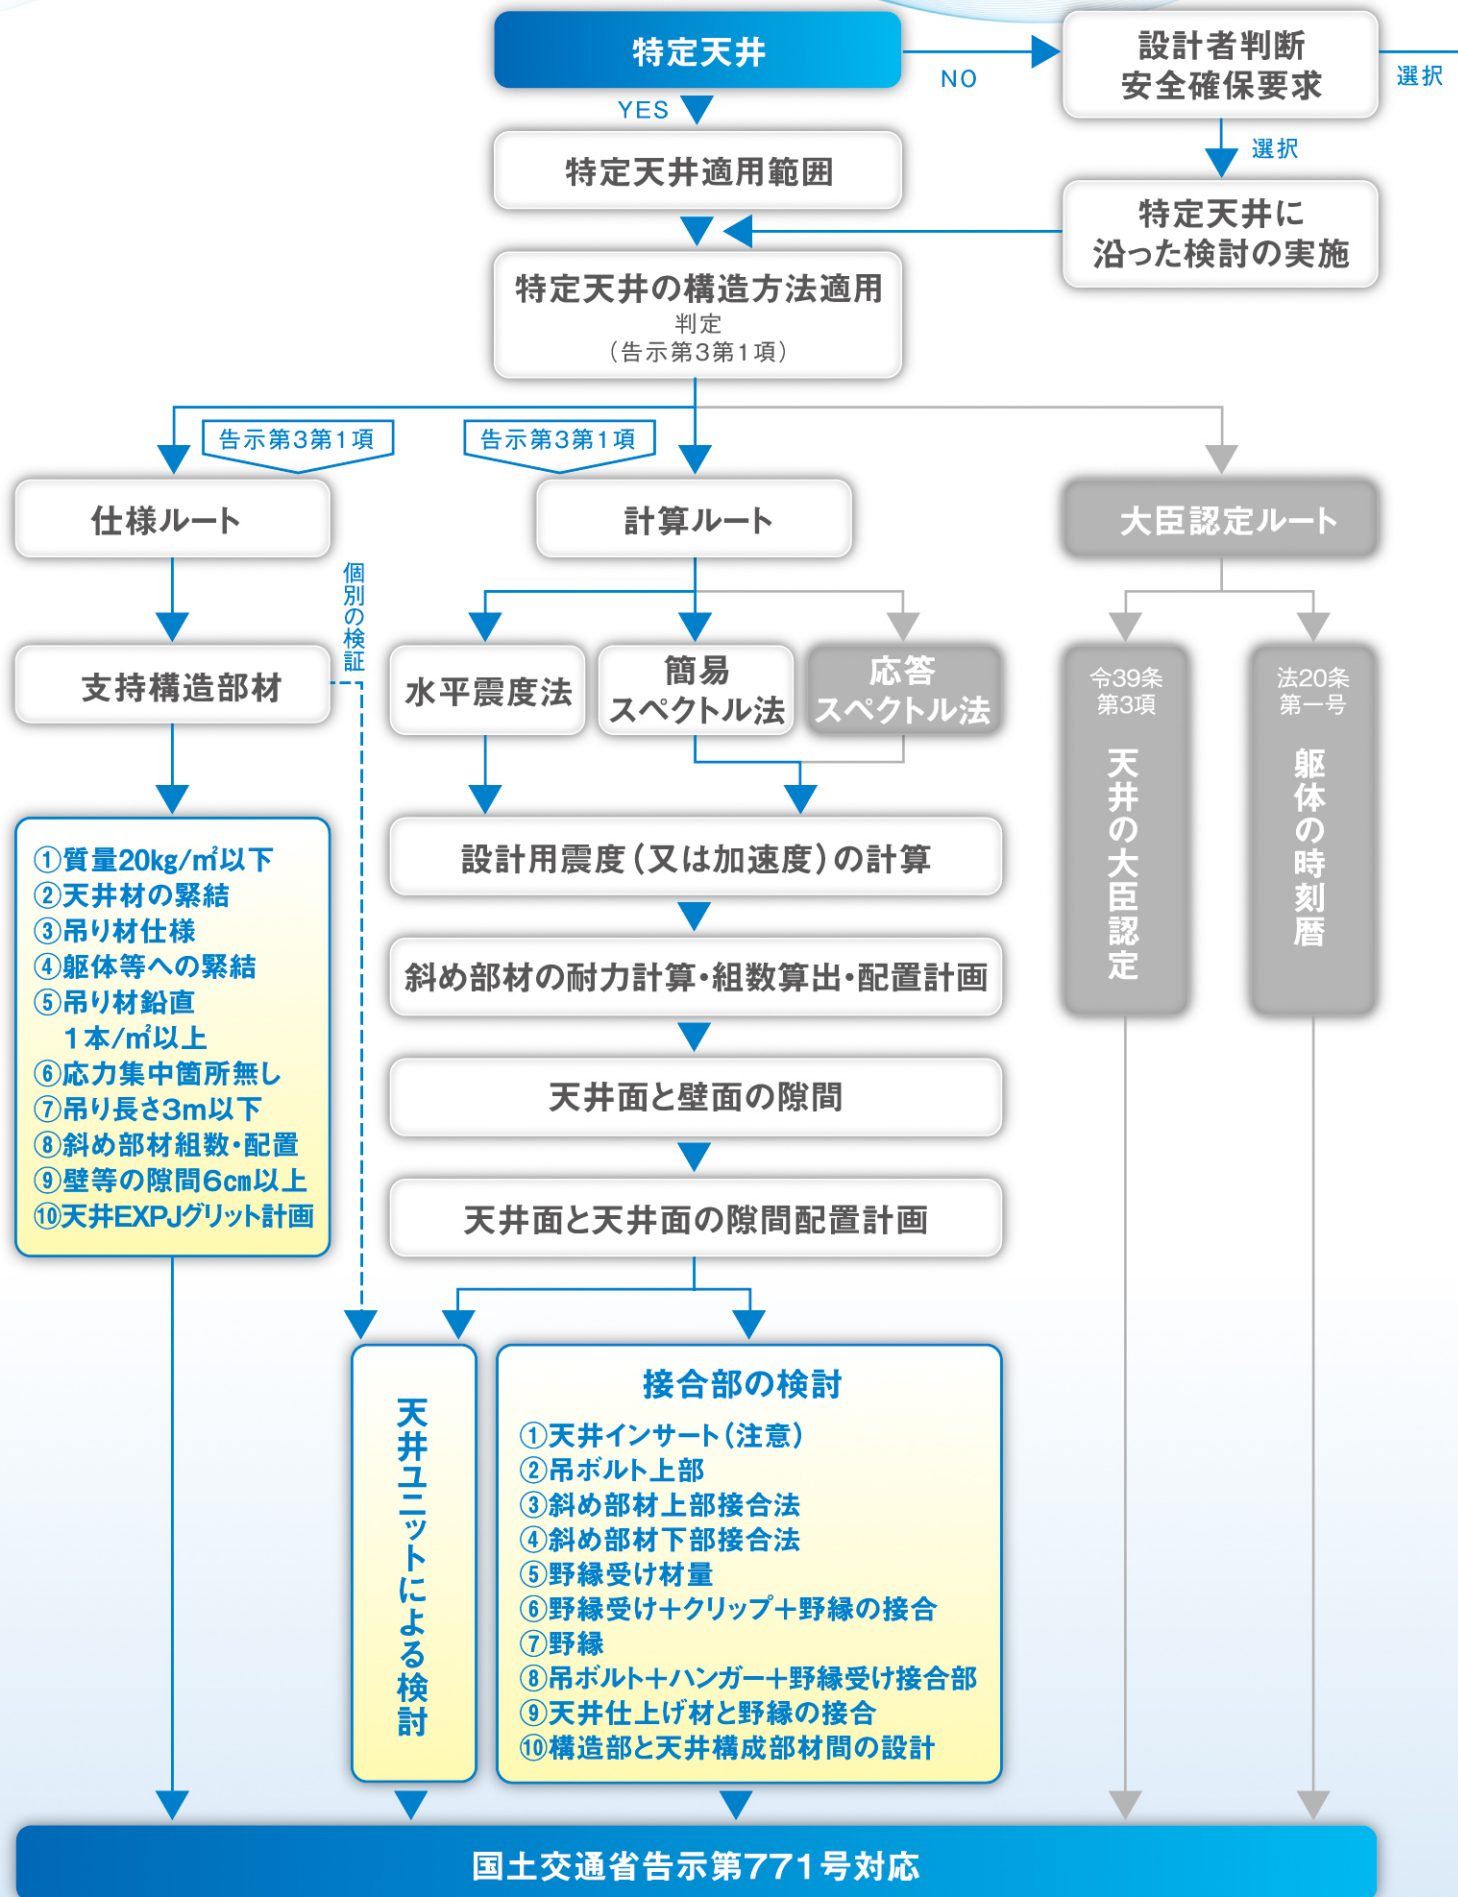 特定天井
NO
設計者判断
安全確保要求
選択
YES
選択
特定天井適用範囲
特定天井に
沿った検討の実施
特定天井の構造方法適用
判定
（告示第3第1項）
告示第3第1項
告示第3第1項
仕様ルート
計算ルート
大臣認定ルート
個別の検証
支持構造部材
水平震度法
簡易
スペクトル法
応答
スペクトル法
令39条
第3項
天井の大臣認定
法20条
第一号
躯体の時刻暦
①質量20kg/㎡以下
②天井材の緊結
③吊り材仕様
④躯体等への緊結
⑤吊り材鉛直
1本/㎡以上
⑥応力集中箇所無し
⑦吊り長さ3m以下
⑧斜め部材組数・配置
⑨壁等の隙間6㎝以上
⑩天井EXPJグリット計画
設計用震度（又は加速度）の計算
斜め部材の耐力計算・組数算出・配置計画
天井面と壁面の隙間
天井面と天井面の隙間配置計画
天井ユニットによる検討
接合部の検討
①天井インサート（注意）
②吊ボルト上部
③斜め部材上部接合法
④斜め部材下部接合法
⑤野縁受け材量
⑥野縁受け＋クリップ＋野縁の接合
⑦野縁
⑧吊ボルト＋ハンガー＋野縁受け接合部
⑨天井仕上げ材と野縁の接合
⑩構造部と天井構成部材間の設計
国土交通省告示第771号対応